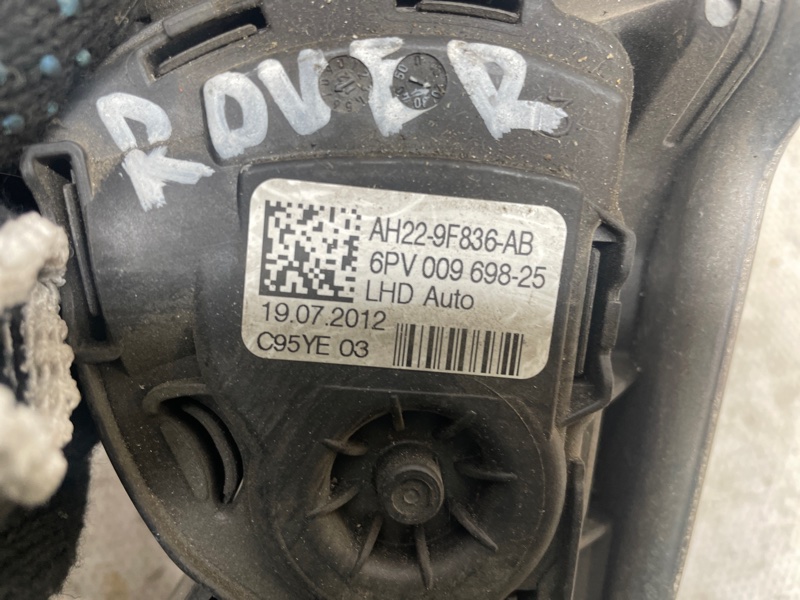 ROVER
AH22-9F836-AB
6PV 009 698-25
LHD Auto
19.07.2012
C95YE 03